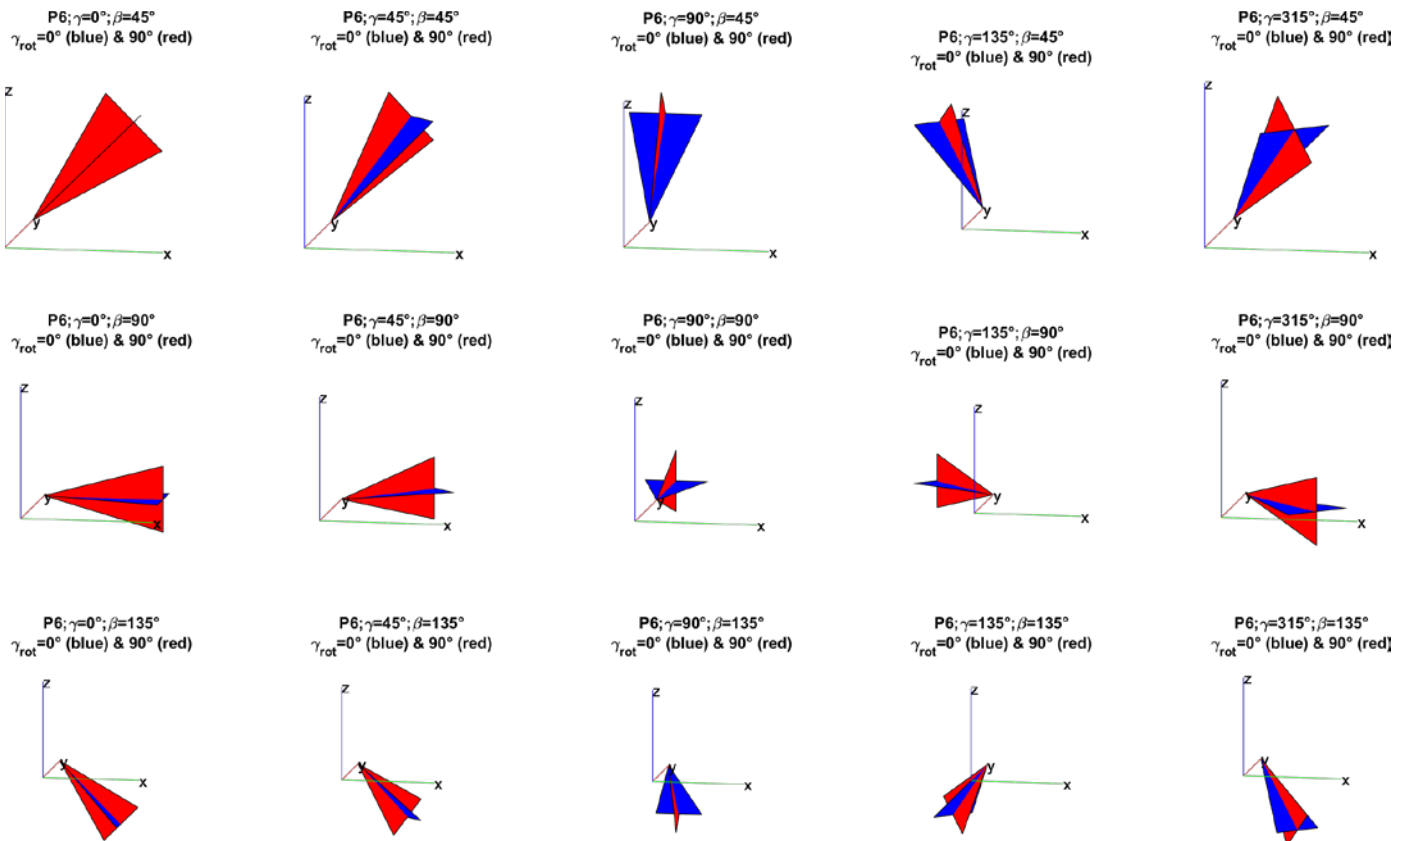 P6;γ=0°;β=45°
γrot=0° (blue) & 90° (red)
P6;γ=45°;β=45°
γrot=0° (blue) & 90° (red)
P6;γ=90°;β=45°
γrot=0° (blue) & 90° (red)
P6;γ=135°;β=45°
γrot=0° (blue) & 90° (red)
P6;γ=315°;β=45°
γrot=0° (blue) & 90° (red)
z
y
x
z
y
x
z
y
x
z
y
x
z
y
x
P6;γ=0°;β=90°
γrot=0° (blue) & 90° (red)
P6;γ=45°;β=90°
γrot=0° (blue) & 90° (red)
P6;γ=90°;β=90°
γrot=0° (blue) & 90° (red)
P6;γ=135°;β=90°
γrot=0° (blue) & 90° (red)
P6;γ=315°;β=90°
γrot=0° (blue) & 90° (red)
z
y
x
z
y
x
z
y
x
z
y
x
z
y
x
P6;γ=0°;β=135°
γrot=0° (blue) & 90° (red)
P6;γ=45°;β=135°
γrot=0° (blue) & 90° (red)
P6;γ=90°;β=135°
γrot=0° (blue) & 90° (red)
P6;γ=135°;β=135°
γrot=0° (blue) & 90° (red)
P6;γ=315°;β=135°
γrot=0° (blue) & 90° (red)
z
y
x
z
y
x
z
y
x
z
y
x
z
y
x